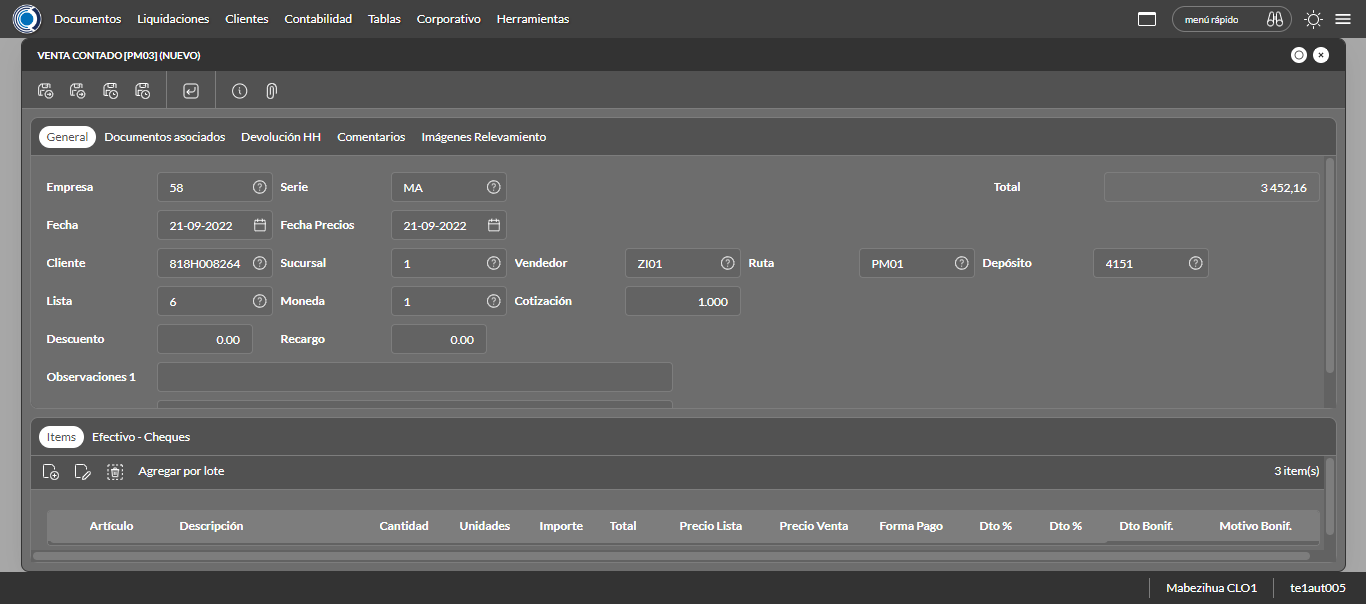 Documentos Liquidaciones Clientes Contabilidad Tablas Corporativo Herramientas menú rápido
VENTA CONTADO [PM03] (NUEVO)
General Documentos asociados Devolución HH Comentarios Imágenes Relevamiento
Empresa 58 Serie MA Total 3 452,16
Fecha 21-09-2022 Fecha Precios 21-09-2022
Cliente 818H008264 Sucursal 1 Vendedor ZI01 Ruta PM01 Depósito 4151
Lista 6 Moneda 1 Cotización 1.000
Descuento 0.00 Recargo 0.00
Observaciones 1
Items Efectivo - Cheques
Agregar por lote 3 item(s)
Artículo Descripción Cantidad Unidades Importe Total Precio Lista Precio Venta Forma Pago Dto % Dto % Dto Bonif. Motivo Bonif.
Mabezihua CLO1 te1aut005